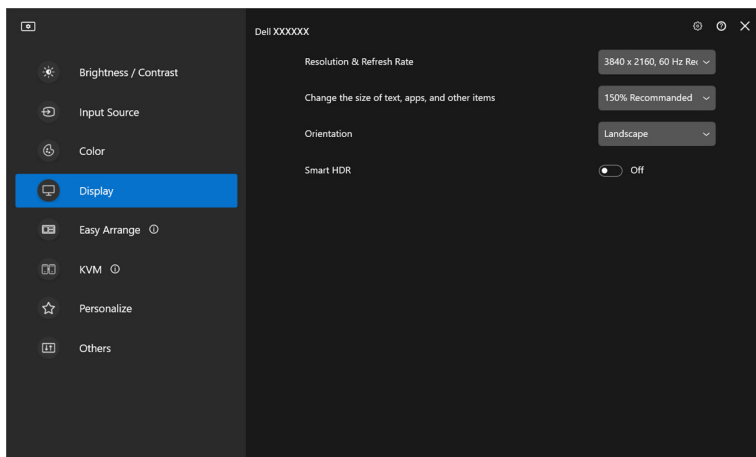 Dell XXXXXX
Brightness / Contrast
Input Source
Color
Display
Easy Arrange
KVM
Personalize
Others
Resolution & Refresh Rate
3840 x 2160, 60 Hz Rec
Change the size of text, apps, and other items
150% Recommanded
Orientation
Landscape
Smart HDR
Off